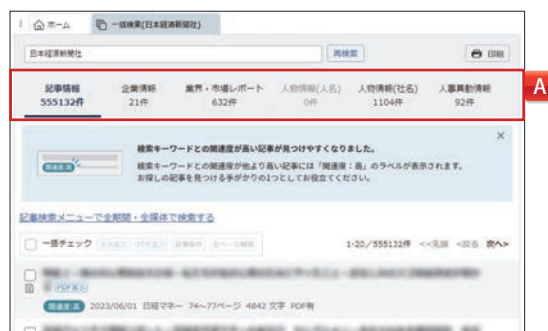 ホーム 一括検索(日本経済新聞社)
日本経済新聞社 再検索 印刷
記事情報 企業情報 業界・市場レポート 人物情報(人名) 人物情報(社名) 人事異動情報
555132件 21件 632件 0件 1104件 92件
A
検索キーワードとの関連度が高い記事が見つけやすくなりました。
関連度:高
検索キーワードとの関連度が他より高い記事には「関連度:高」のラベルが表示されます。
お探しの記事を見つける手がかりの1つとしてお役立てください。
記事検索メニューで全期間・全媒体で検索する
一括チェック 1-20/555132件 <<先頭 <戻る 次へ>
PDF表示
関連度:高 2023/06/01 日経マネー 74~77ページ 4842文字 PDF有